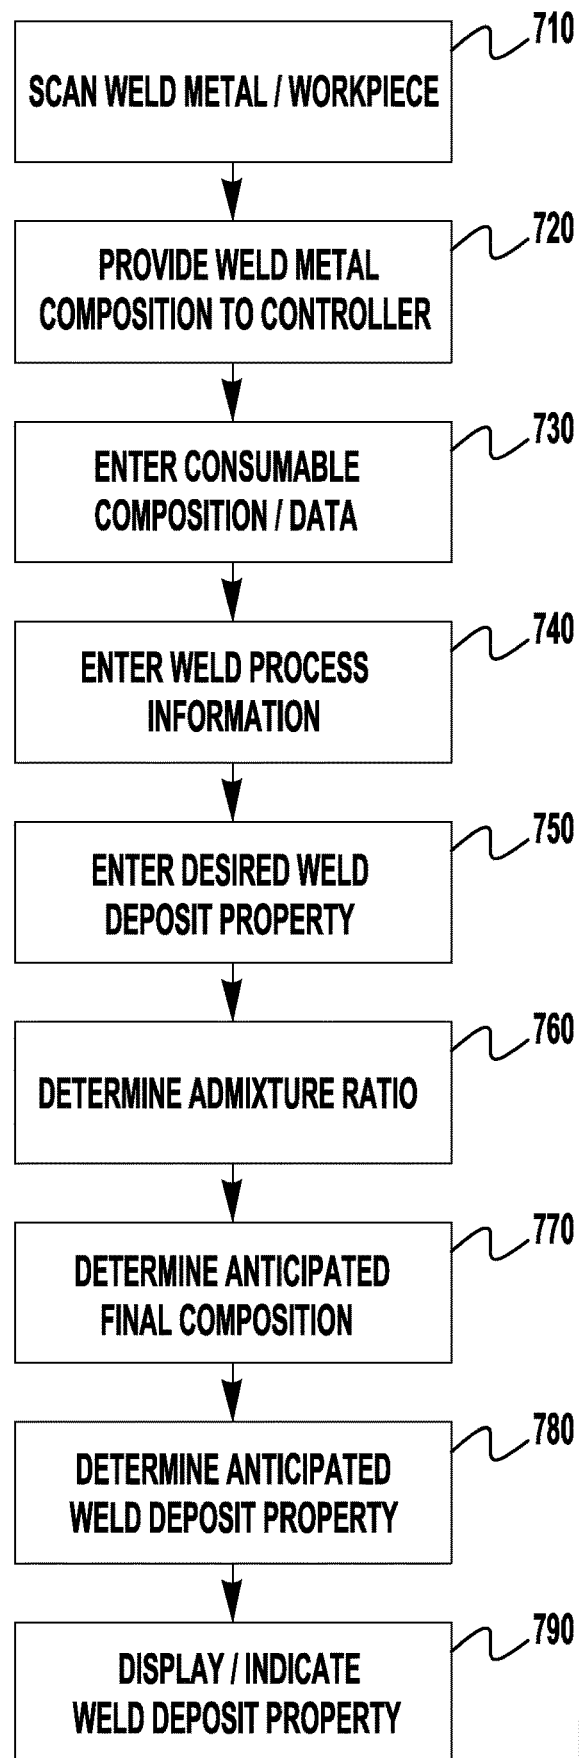 710
SCAN WELD METAL / WORKPIECE
720
PROVIDE WELD METAL
COMPOSITION TO CONTROLLER
730
ENTER CONSUMABLE
COMPOSITION / DATA
740
ENTER WELD PROCESS
INFORMATION
750
ENTER DESIRED WELD
DEPOSIT PROPERTY
760
DETERMINE ADMIXTURE RATIO
770
DETERMINE ANTICIPATED
FINAL COMPOSITION
780
DETERMINE ANTICIPATED
WELD DEPOSIT PROPERTY
790
DISPLAY / INDICATE
WELD DEPOSIT PROPERTY